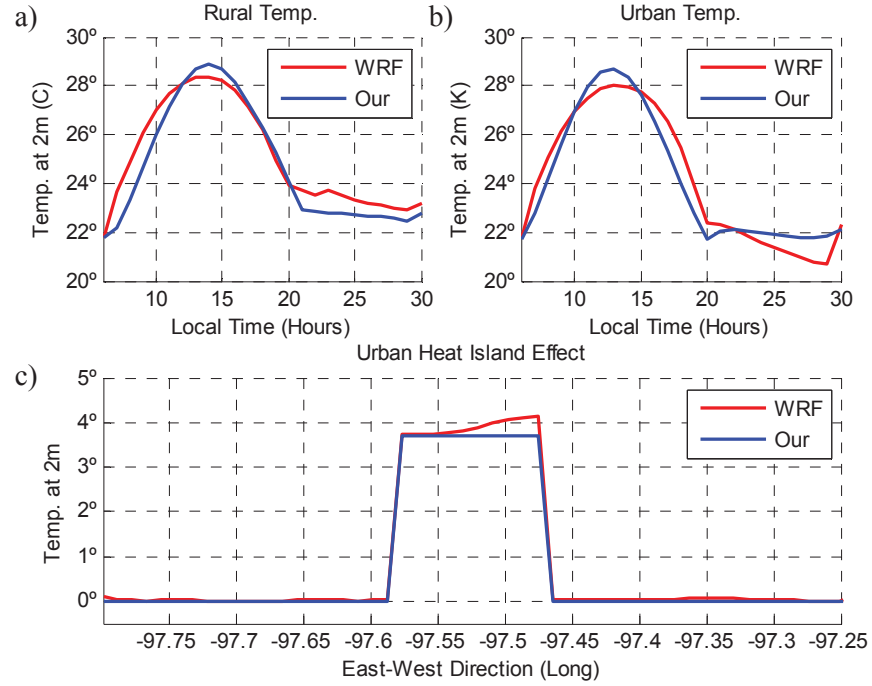 a)
Rural Temp.
30º
28º
26º
24º
22º
20º
Temp. at 2m (C)
WRF
Our
10
15
20
25
30
Local Time (Hours)
b)
Urban Temp.
30º
28º
26º
24º
22º
20º
Temp. at 2m (K)
WRF
Our
10
15
20
25
30
Local Time (Hours)
Urban Heat Island Effect
c)
5º
4º
3º
2º
1º
0º
Temp. at 2m
WRF
Our
-97.75 -97.7 -97.65 -97.6 -97.55 -97.5 -97.45 -97.4 -97.35 -97.3 -97.25
East-West Direction (Long)